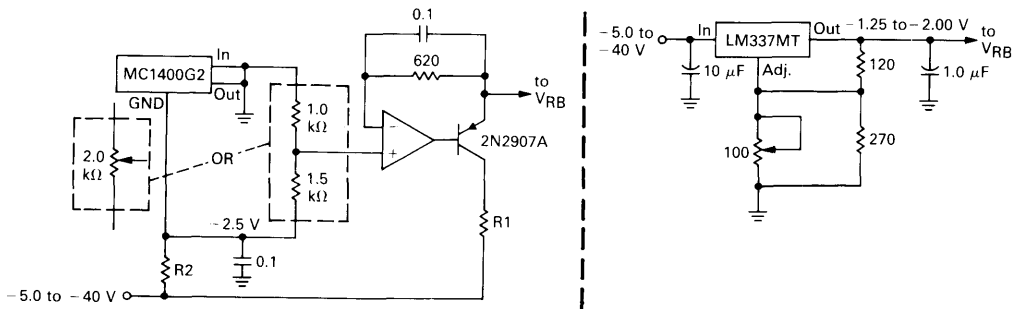 0.1
620
In
MC1400G2
Out
GND
to
VRB
1.0
kΩ
2.0
kΩ
OR
1.5
kΩ
−
+
2N2907A
−2.5 V
R1
R2
0.1
−5.0 to −40 V
−5.0 to
−40 V
In
LM337MT
Out
−1.25 to −2.00 V
to
VRB
10 μF
Adj.
120
1.0 μF
100
270